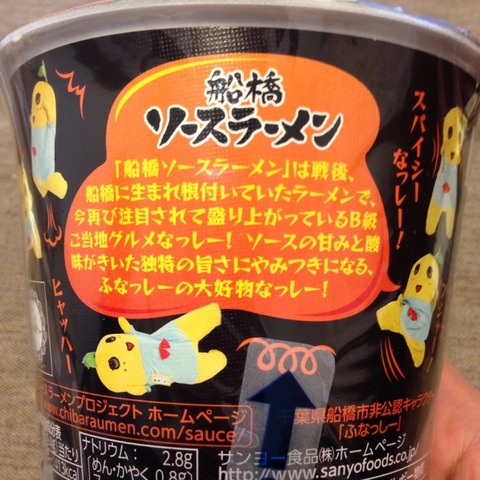 船橋
ソースラーメン
「船橋ソースラーメン」は戦後、
船橋に生まれ根付いていたラーメンで、
今再び注目されて盛り上がっているB級
ご当地グルメなっしー! ソースの甘みと酸
味がきいた独特の旨さにやみつきになる、
ふなっしーの大好物なっしー!
スパイシー
なっしー!
ヒャッハー
ースラーメンプロジェクト ホームページ
www.chibaraumen.com/sauce/
千葉県船橋市非公認キャラクター
「ふなっしー」
サンヨー食品(株)ホームページ
http://www.sanyofoods.co.jp
ナトリウム: 2.8g
めん・かやく 0.8g